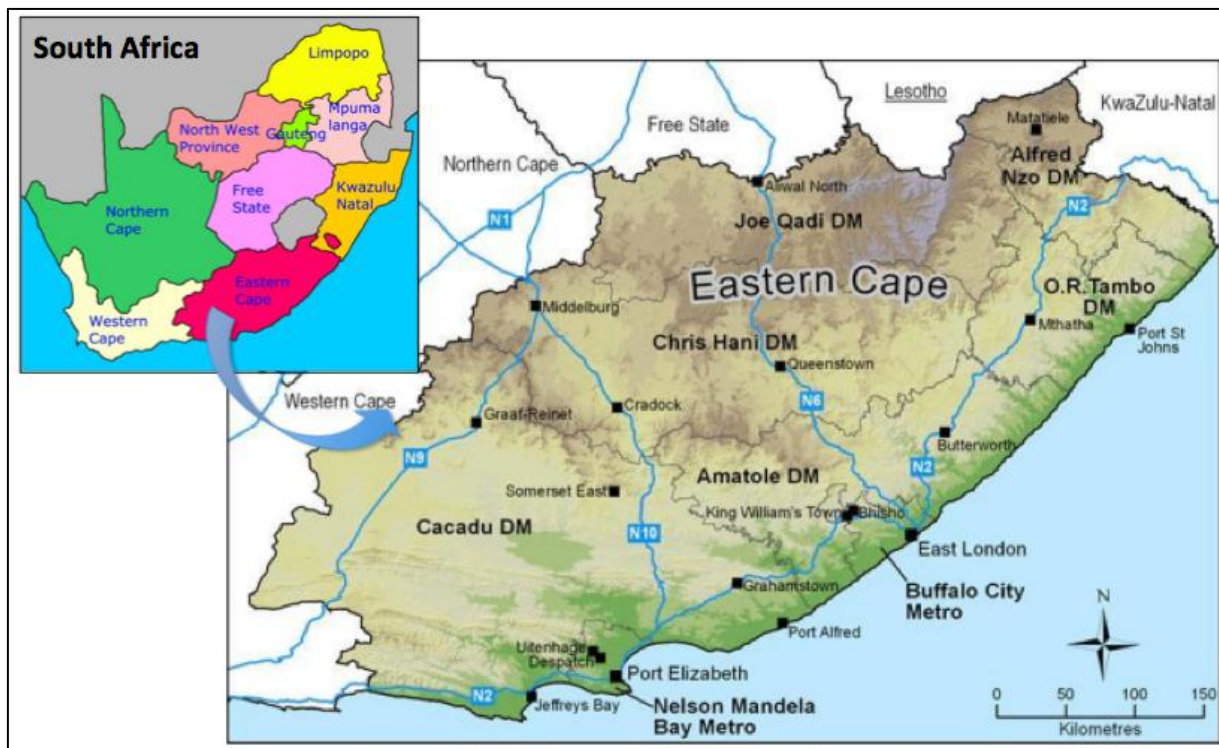 South Africa
Limpopo
Mpuma
langa
North West
Province
Gauteng
Free
State
Kwazulu
Natal
Northern
Cape
Eastern
Cape
Western
Cape
Lesotho
KwaZulu-Natal
Free State
Northern Cape
Western Cape
Matatiele
Alfred
Nzo DM
Aliwal North
Joe Qadi DM
N2
N1
Eastern Cape
O.R.Tambo
DM
Middelburg
Mthatha
Port St
Johns
Chris Hani DM
Queenstown
Graaf-Reinet
Cradock
N6
Butterworth
N9
N2
Amatole DM
Somerset East
King William's Town
Bhisho
Cacadu DM
N10
East London
Buffalo City
Metro
Grahamstown
Port Alfred
Uitenhage
Despatch
Port Elizabeth
N2
Jeffreys Bay
Nelson Mandela
Bay Metro
N
0 50 100 150
Kilometres